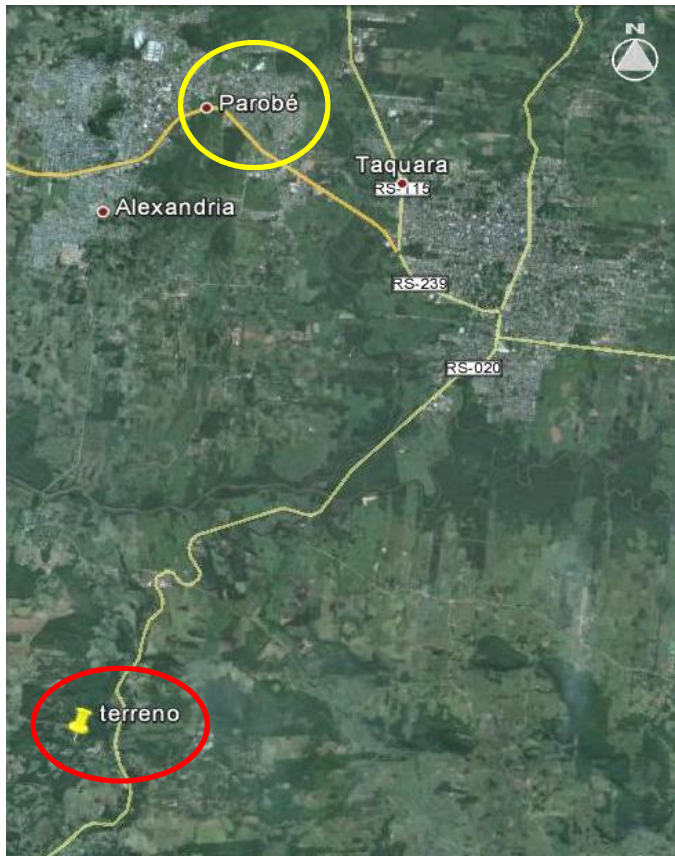 N
Parobé
Taquara
RS-115
Alexandria
RS-239
RS-020
terreno